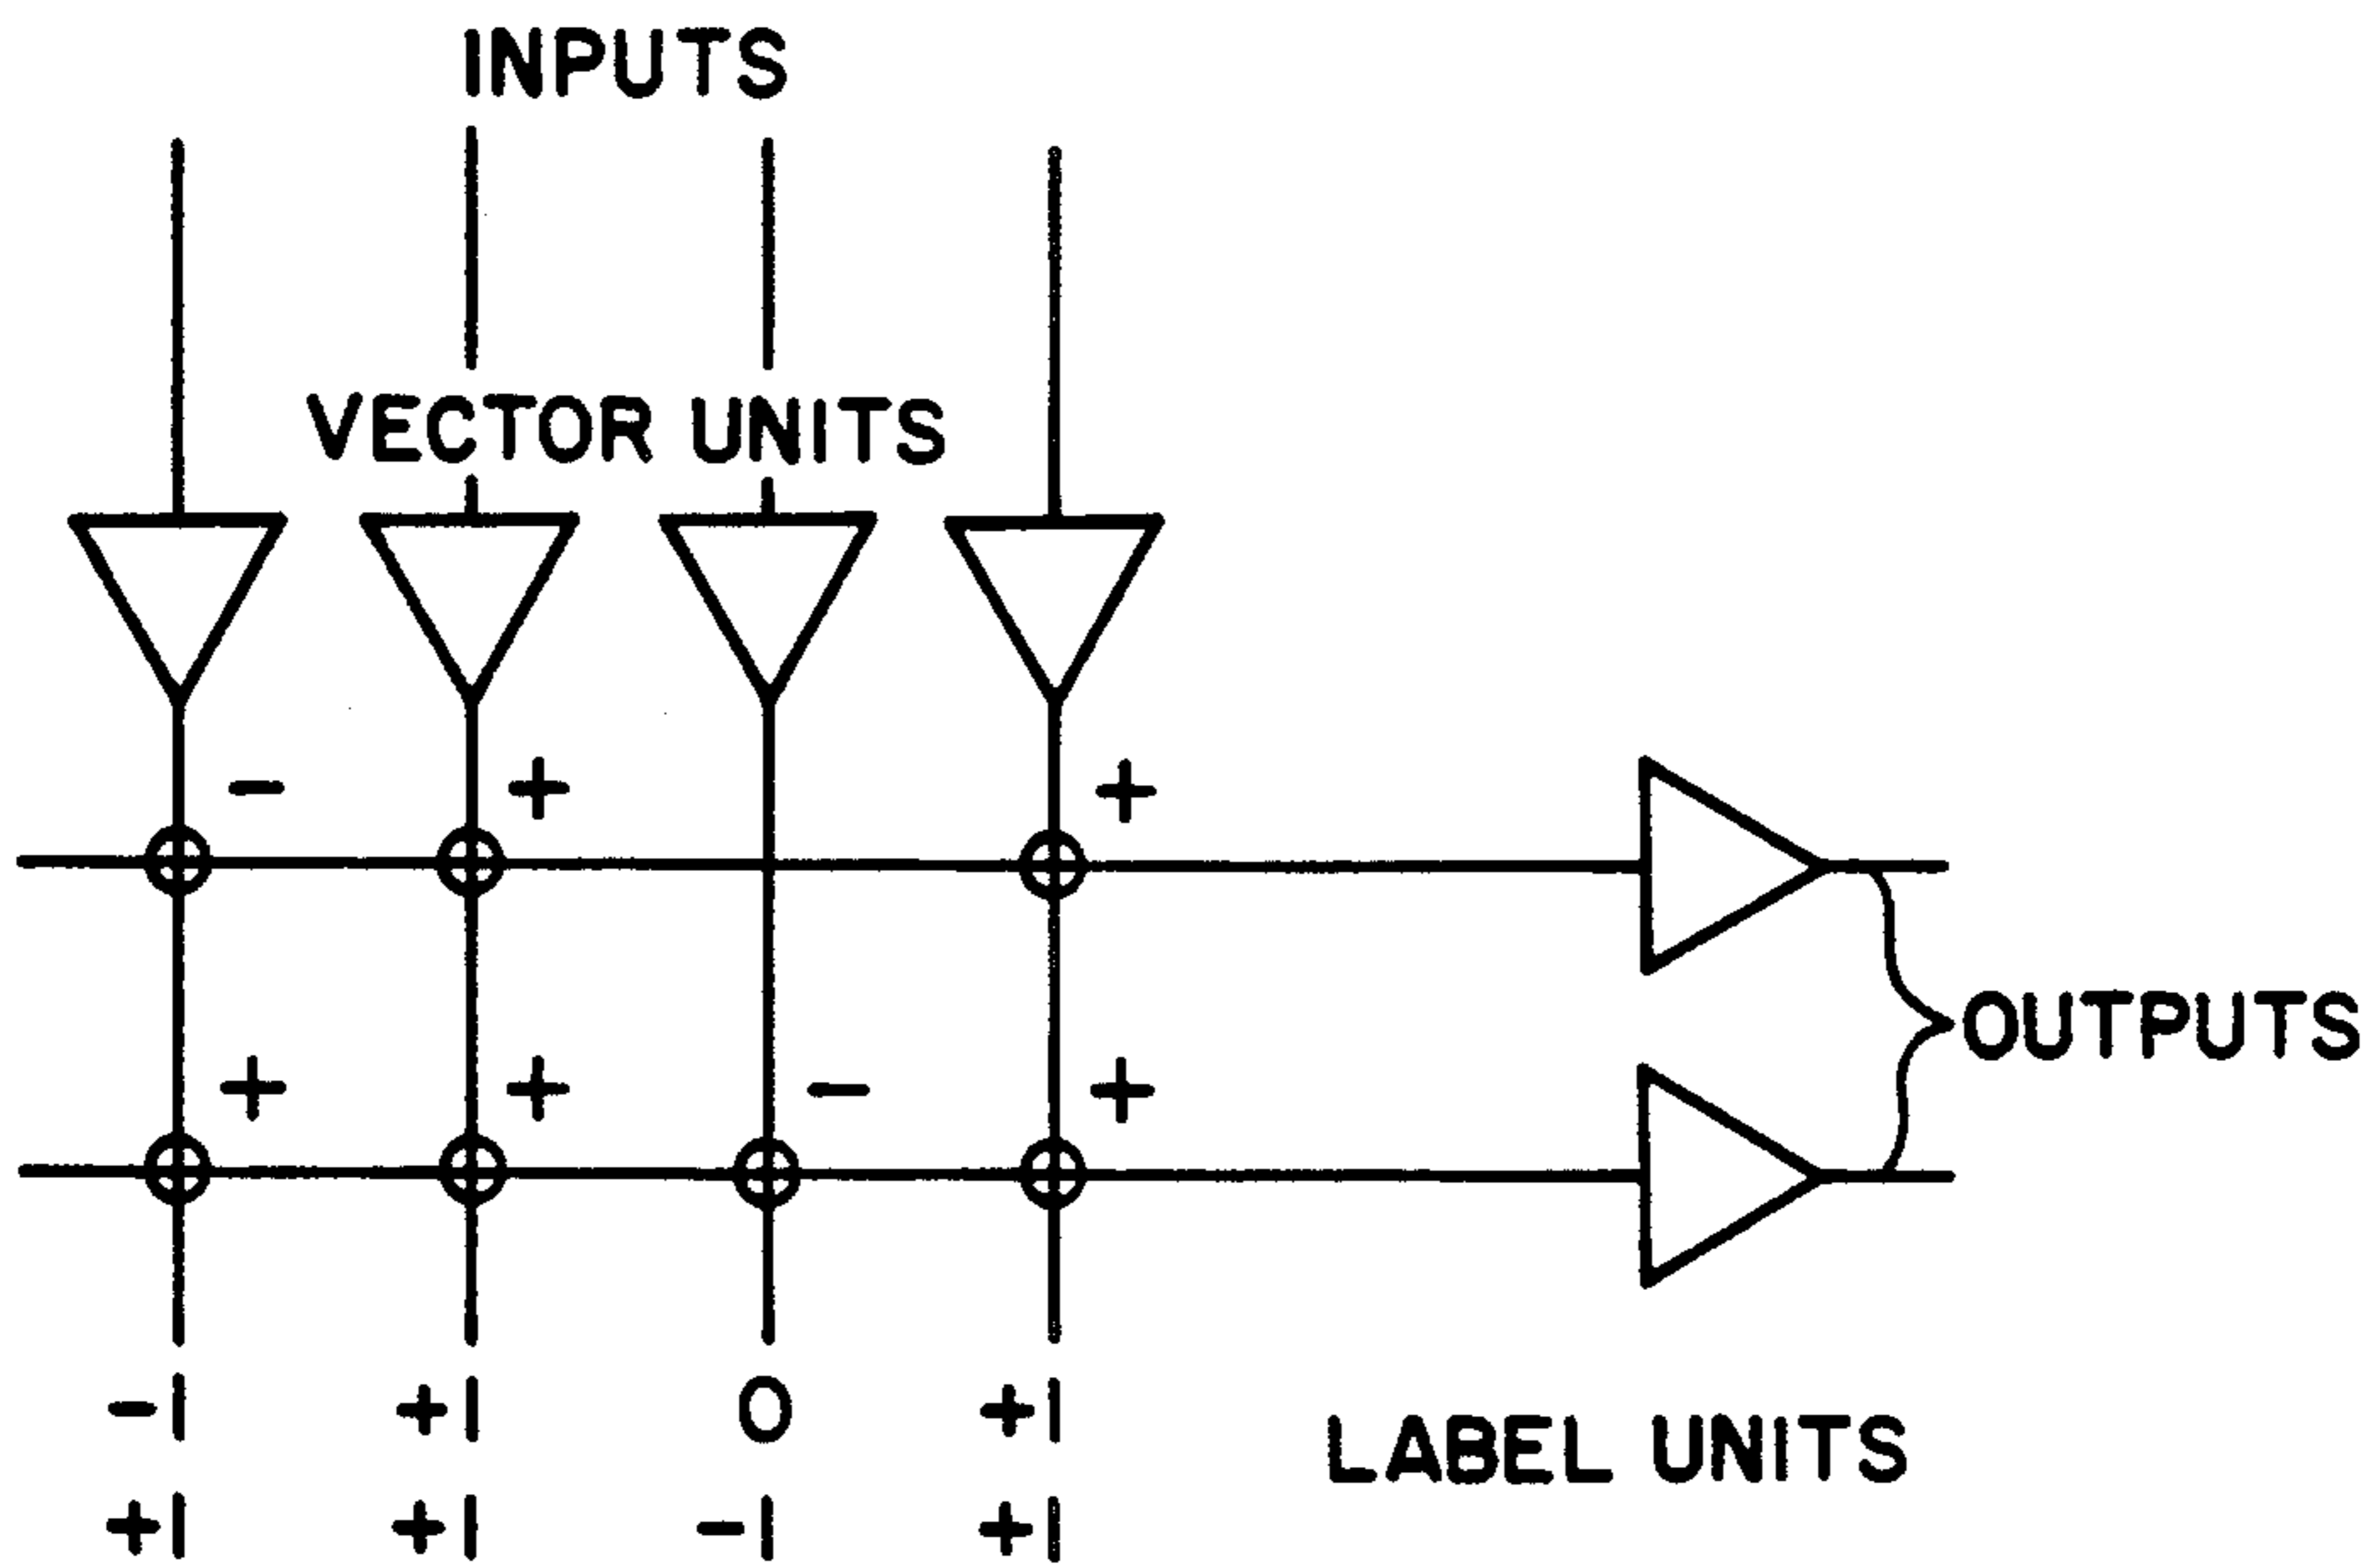 INPUTS
VECTOR UNITS
- + +
+ + - +
OUTPUTS
-1 +1 0 +1
LABEL UNITS
+1 +1 -1 +1